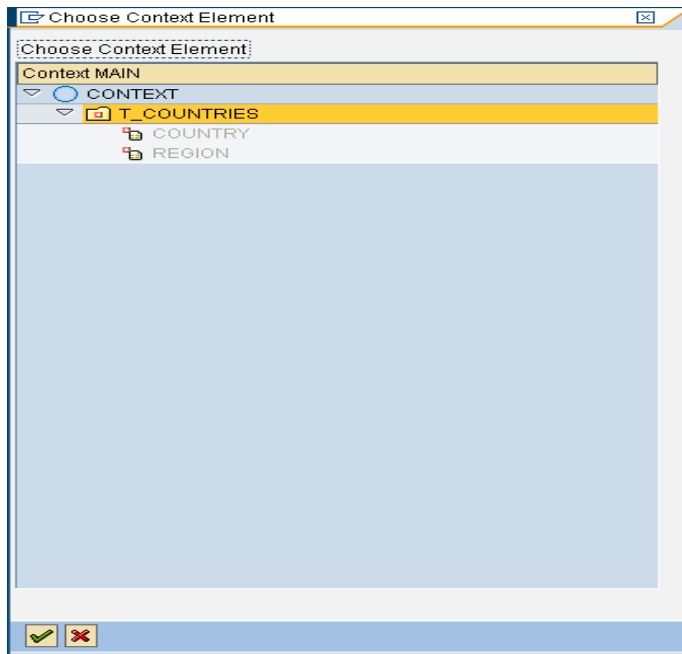 Choose Context Element
Choose Context Element
Context MAIN
CONTEXT
T_COUNTRIES
COUNTRY
REGION